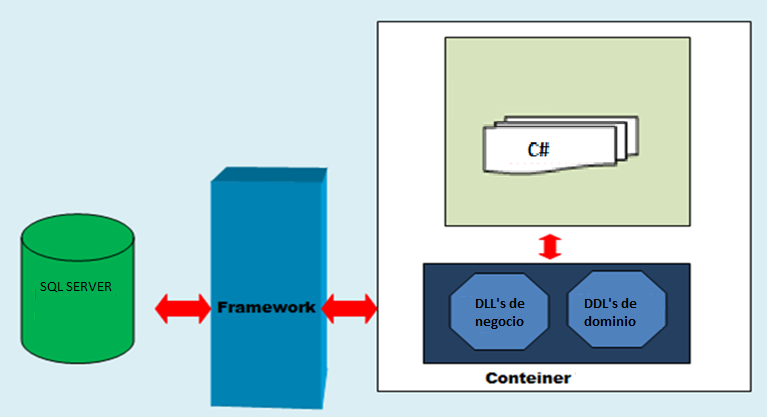 C#
SQL SERVER
Framework
DLL's de
negocio
DDL's de
dominio
Conteiner